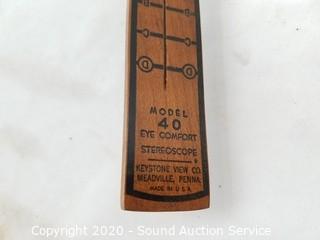 B B
C C
D D
MODEL
40
EYE COMFORT
STEREOSCOPE
KEYSTONE VIEW CO.
MEADVILLE, PENNA.
MADE IN U.S.A.
Copyright 2020 - Sound Auction Service